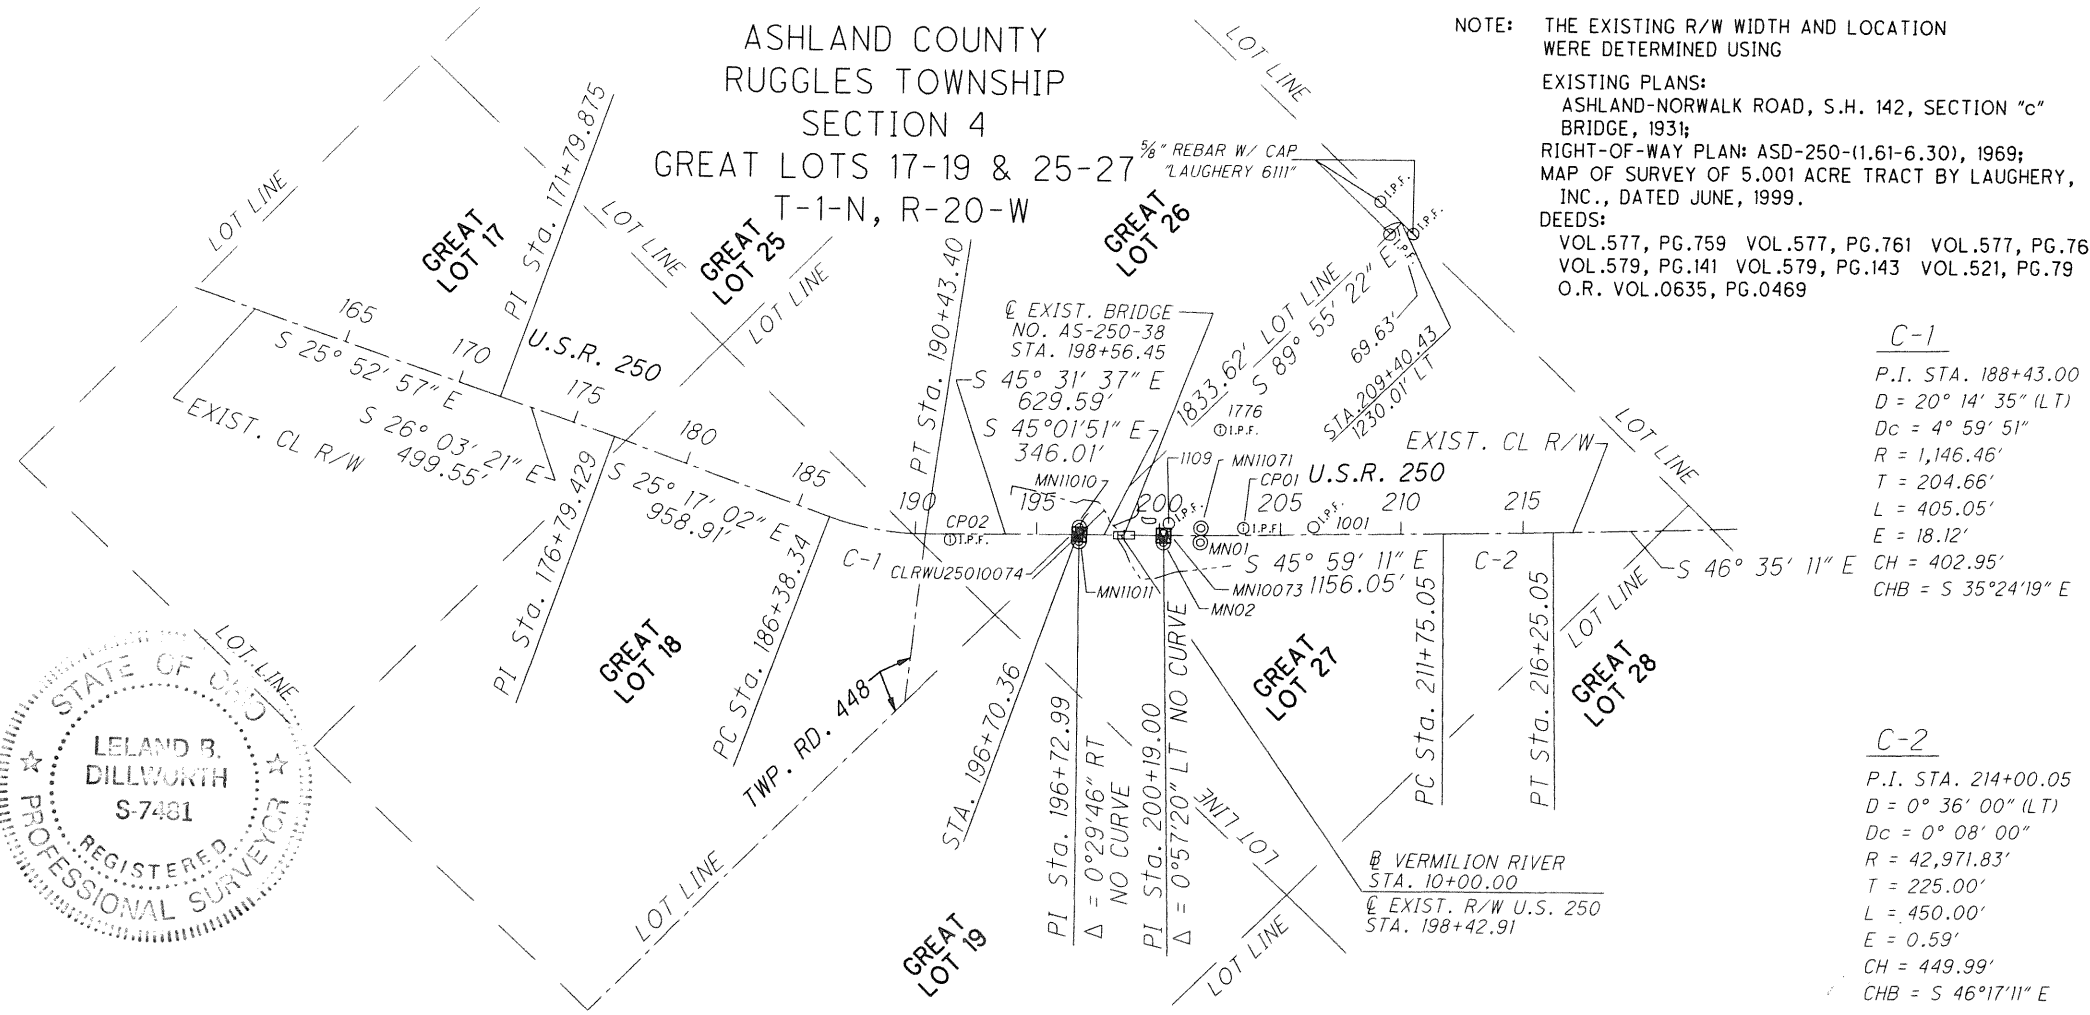 ASHLAND COUNTY
RUGGLES TOWNSHIP
SECTION 4
GREAT LOTS 17-19 & 25-27
T-1-N, R-20-W
NOTE: THE EXISTING R/W WIDTH AND LOCATION
WERE DETERMINED USING
EXISTING PLANS:
ASHLAND-NORWALK ROAD, S.H. 142, SECTION "c"
BRIDGE, 1931;
RIGHT-OF-WAY PLAN: ASD-250-(1.61-6.30), 1969;
MAP OF SURVEY OF 5.001 ACRE TRACT BY LAUGHERY,
INC., DATED JUNE, 1999.
DEEDS:
VOL.577, PG.759 VOL.577, PG.761 VOL.577, PG.76
VOL.579, PG.141 VOL.579, PG.143 VOL.521, PG.79
O.R. VOL.0635, PG.0469
C-1
P.I. STA. 188+43.00
D = 20° 14' 35" (LT)
Dc = 4° 59' 51"
R = 1,146.46'
T = 204.66'
L = 405.05'
E = 18.12'
CH = 402.95'
CHB = S 35°24'19" E
C-2
P.I. STA. 214+00.05
D = 0° 36' 00" (LT)
Dc = 0° 08' 00"
R = 42,971.83'
T = 225.00'
L = 450.00'
E = 0.59'
CH = 449.99'
CHB = S 46°17'11" E
LOT LINE
LOT LINE
LOT LINE
LOT LINE
LOT LINE
LOT LINE
LOT LINE
LOT LINE
LOT LINE
LOT LINE
LOT LINE
GREAT
LOT 17
GREAT
LOT 25
GREAT
LOT 26
GREAT
LOT 18
GREAT
LOT 19
GREAT
LOT 27
GREAT
LOT 28
5/8" REBAR W/ CAP
"LAUGHERY 6111"
I.P.F.
I.P.F.
I.P.F.
PI Sta. 171+79.875
165
170
175
180
185
190
195
200
205
210
215
U.S.R. 250
S 25° 52' 57" E
EXIST. CL R/W
S 26° 03' 21" E
499.55'
PI Sta. 176+79.429
S 25° 17' 02" E
958.91'
PC Sta. 186+38.34
PT Sta. 190+43.40
C-1
TWP. RD. 448
℄ EXIST. BRIDGE
NO. AS-250-38
STA. 198+56.45
S 45° 31' 37" E
629.59'
S 45°01'51" E
346.01'
1833.62' LOT LINE
S 89° 55' 22" E
69.63'
STA.209+40.43
1230.01' LT
1776
I.P.F.
1109
MN11071
CP01
U.S.R. 250
EXIST. CL R/W
MN11010
CP02
I.P.F.
I.P.F.
I.P.F.
I.P.F.
1001
CLRWU25010074
MN11011
MN01
MN10073
MN02
S 45° 59' 11" E
1156.05'
C-2
S 46° 35' 11" E
STA. 196+70.36
PI Sta. 196+72.99
Δ = 0°29'46" RT
NO CURVE
PI Sta. 200+19.00
Δ = 0°57'20" LT NO CURVE
PC Sta. 211+75.05
PT Sta. 216+25.05
℄ VERMILION RIVER
STA. 10+00.00
℄ EXIST. R/W U.S. 250
STA. 198+42.91
STATE OF OHIO
LELAND B.
DILLWORTH
S-7481
REGISTERED
PROFESSIONAL SURVEYOR